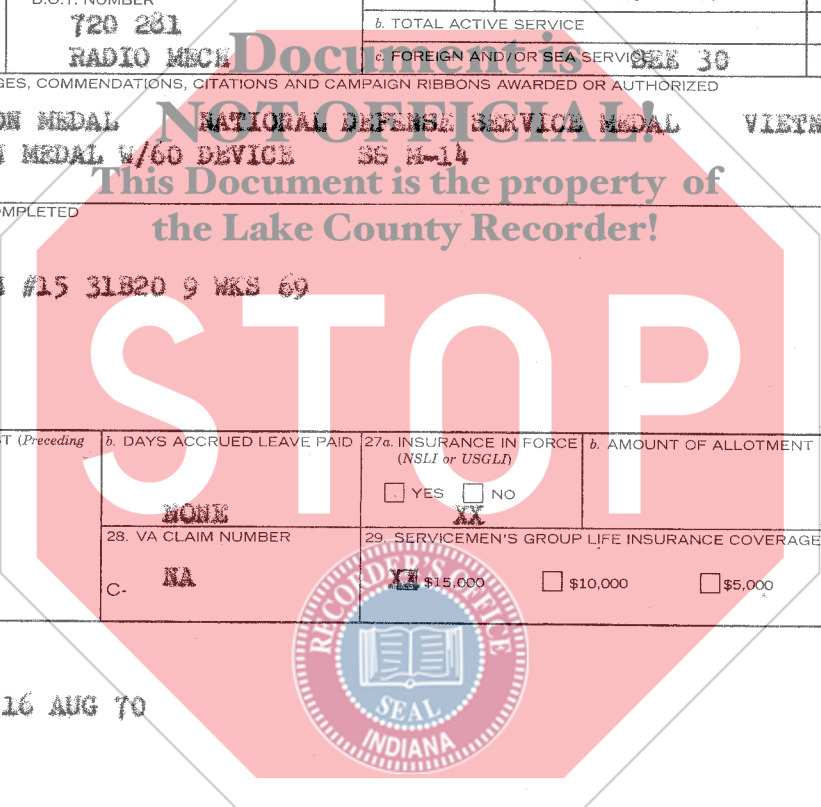 D.O.T. NUMBER
720 281
RADIO MECH
b. TOTAL ACTIVE SERVICE
c. FOREIGN AND/OR SEA SERVICE
SEE 30
Document is
NOT OFFICIAL!
This Document is the property of
the Lake County Recorder!
GES, COMMENDATIONS, CITATIONS AND CAMPAIGN RIBBONS AWARDED OR AUTHORIZED
ON MEDAL NATIONAL DEFENSE SERVICE MEDAL VIETN
N MEDAL W/60 DEVICE SS M-14
OMPLETED
#15 31B20 9 WKS 69
STOP
T (Preceding
b. DAYS ACCRUED LEAVE PAID
NONE
27a. INSURANCE IN FORCE
(NSLI or USGLI)
YES NO
XX
b. AMOUNT OF ALLOTMENT
28. VA CLAIM NUMBER
C- NA
29. SERVICEMEN'S GROUP LIFE INSURANCE COVERAGE
XX $15,000 $10,000 $5,000
RECORDER'S OFFICE
SEAL
INDIANA
16 AUG 70